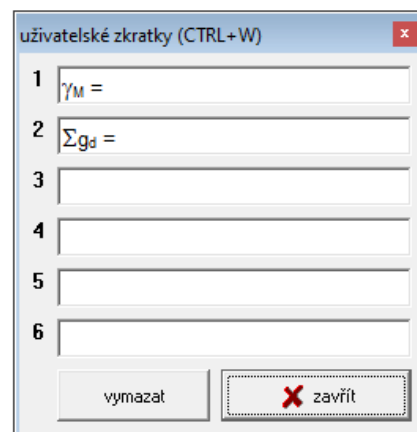 uživatelské zkratky (CTRL+W) x
1 γM =
2 Σgd =
3
4
5
6
vymazat zavřít